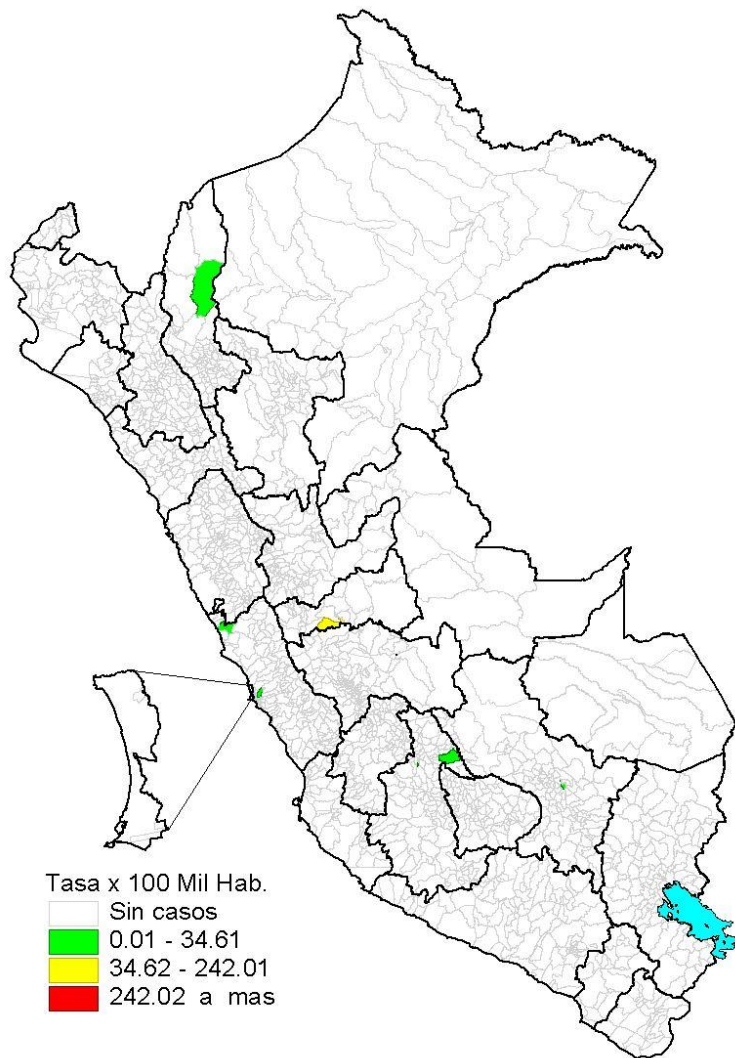 Tasa x 100 Mil Hab.
Sin casos
0.01 - 34.61
34.62 - 242.01
242.02 a mas